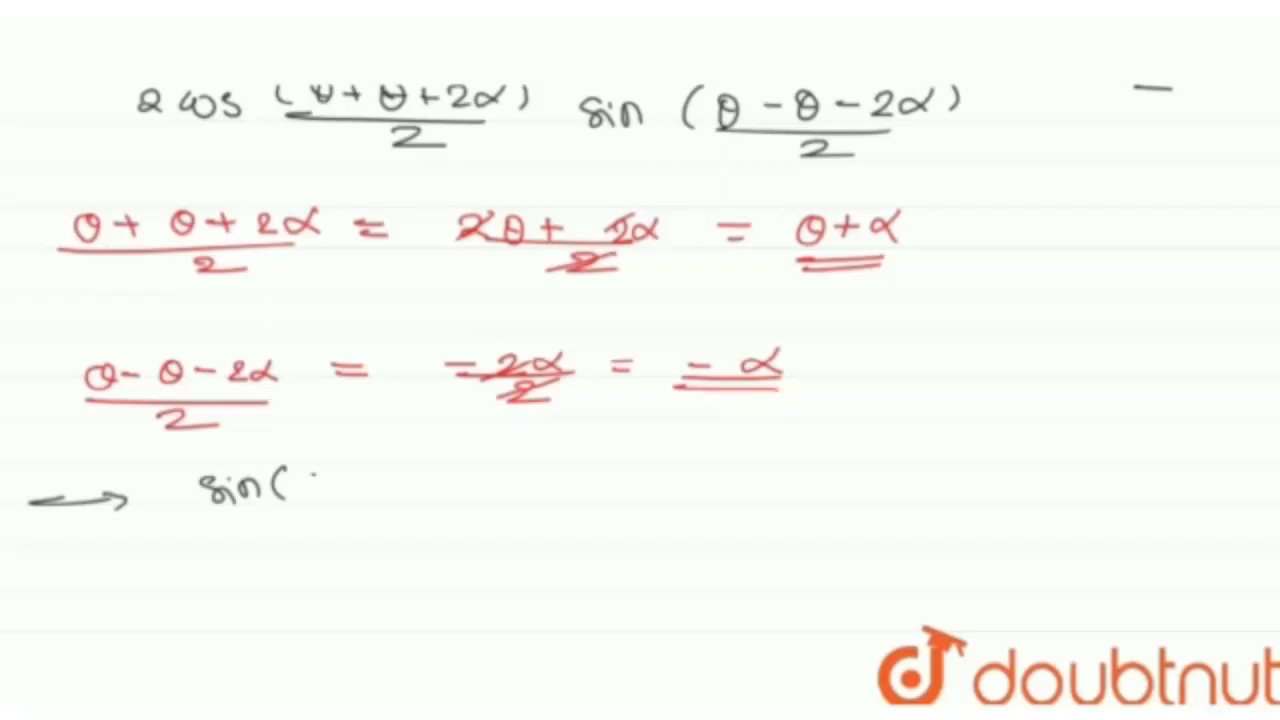 2 cos (θ + θ + 2α)/2 sin (θ - θ - 2α)/2 —
θ + θ + 2α/2 = 2θ + 2α/2 = θ + α
θ - θ - 2α/2 = - 2α/2 = - α
→ sin (
doubtnut